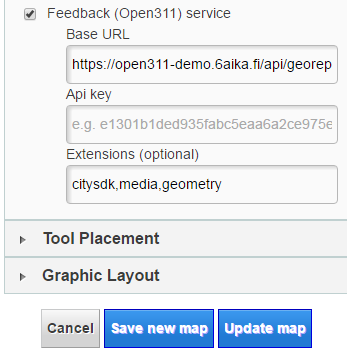 Feedback (Open311) service
Base URL
https://open311-demo.6aika.fi/api/georep
Api key
e.g. e1301b1ded935fabc5eaa6a2ce975e
Extensions (optional)
citysdk,media,geometry
Tool Placement
Graphic Layout
Cancel Save new map Update map